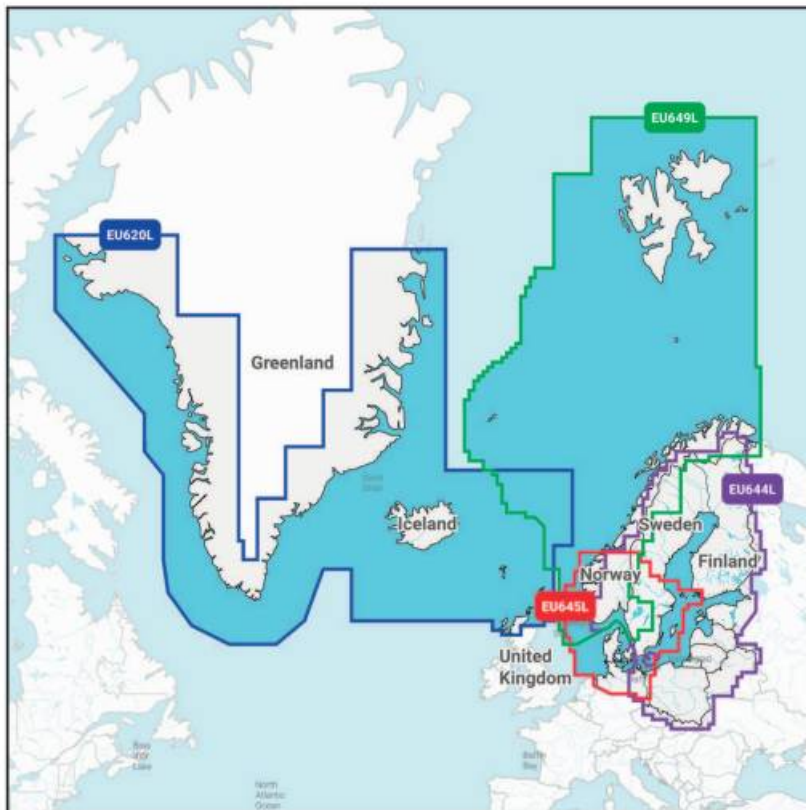 EU649L
EU620L
Greenland
EU644L
Iceland
Sweden
Finland
Norway
EU645L
United
Kingdom
North
Atlantic
Ocean